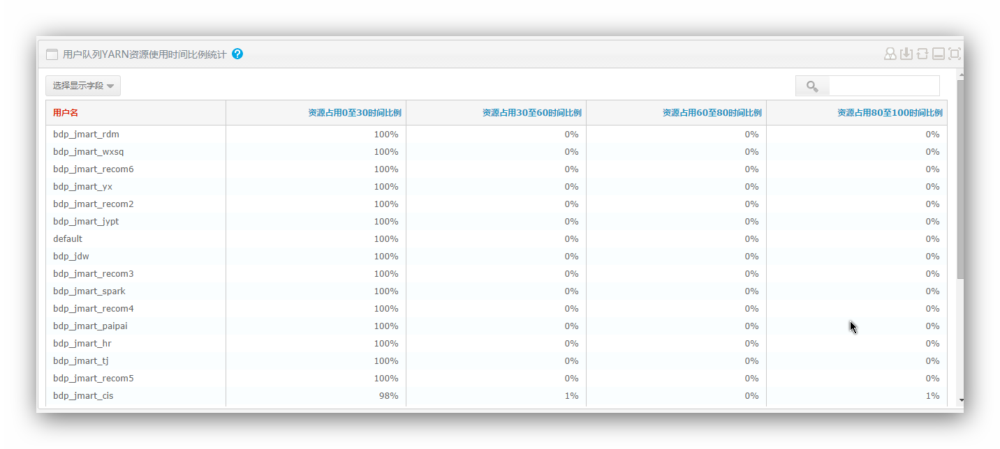 用户队列YARN资源使用时间比例统计 ?
选择显示字段
用户名 资源占用0至30时间比例 资源占用30至60时间比例 资源占用60至80时间比例 资源占用80至100时间比例
bdp_jmart_rdm 100% 0% 0% 0%
bdp_jmart_wxsq 100% 0% 0% 0%
bdp_jmart_recom6 100% 0% 0% 0%
bdp_jmart_yx 100% 0% 0% 0%
bdp_jmart_recom2 100% 0% 0% 0%
bdp_jmart_jypt 100% 0% 0% 0%
default 100% 0% 0% 0%
bdp_jdw 100% 0% 0% 0%
bdp_jmart_recom3 100% 0% 0% 0%
bdp_jmart_spark 100% 0% 0% 0%
bdp_jmart_recom4 100% 0% 0% 0%
bdp_jmart_paipai 100% 0% 0% 0%
bdp_jmart_hr 100% 0% 0% 0%
bdp_jmart_tj 100% 0% 0% 0%
bdp_jmart_recom5 100% 0% 0% 0%
bdp_jmart_cis 98% 1% 0% 1%